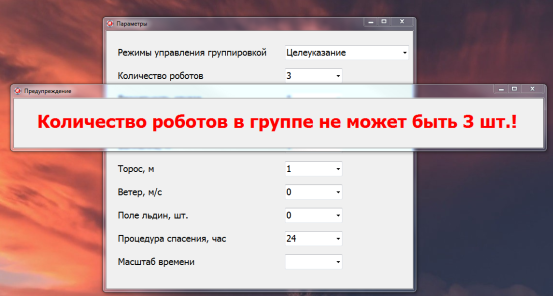 Параметры
Режимы управления группировкой Целеуказание
Количество роботов 3
Предупреждение
Количество роботов в группе не может быть 3 шт.!
Торос, м 1
Ветер, м/с 0
Поле льдин, шт. 0
Процедура спасения, час 24
Масштаб времени